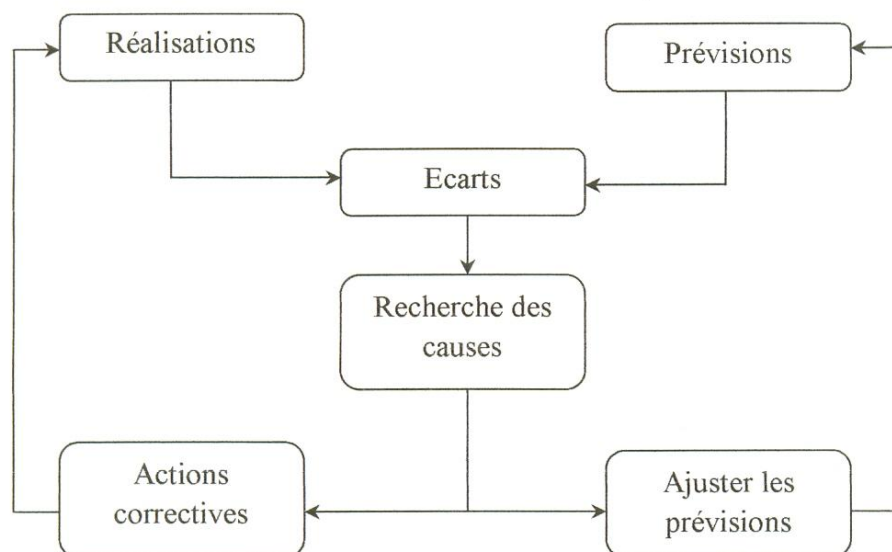 Réalisations
Prévisions
Ecarts
Recherche des
causes
Actions
correctives
Ajuster les
prévisions